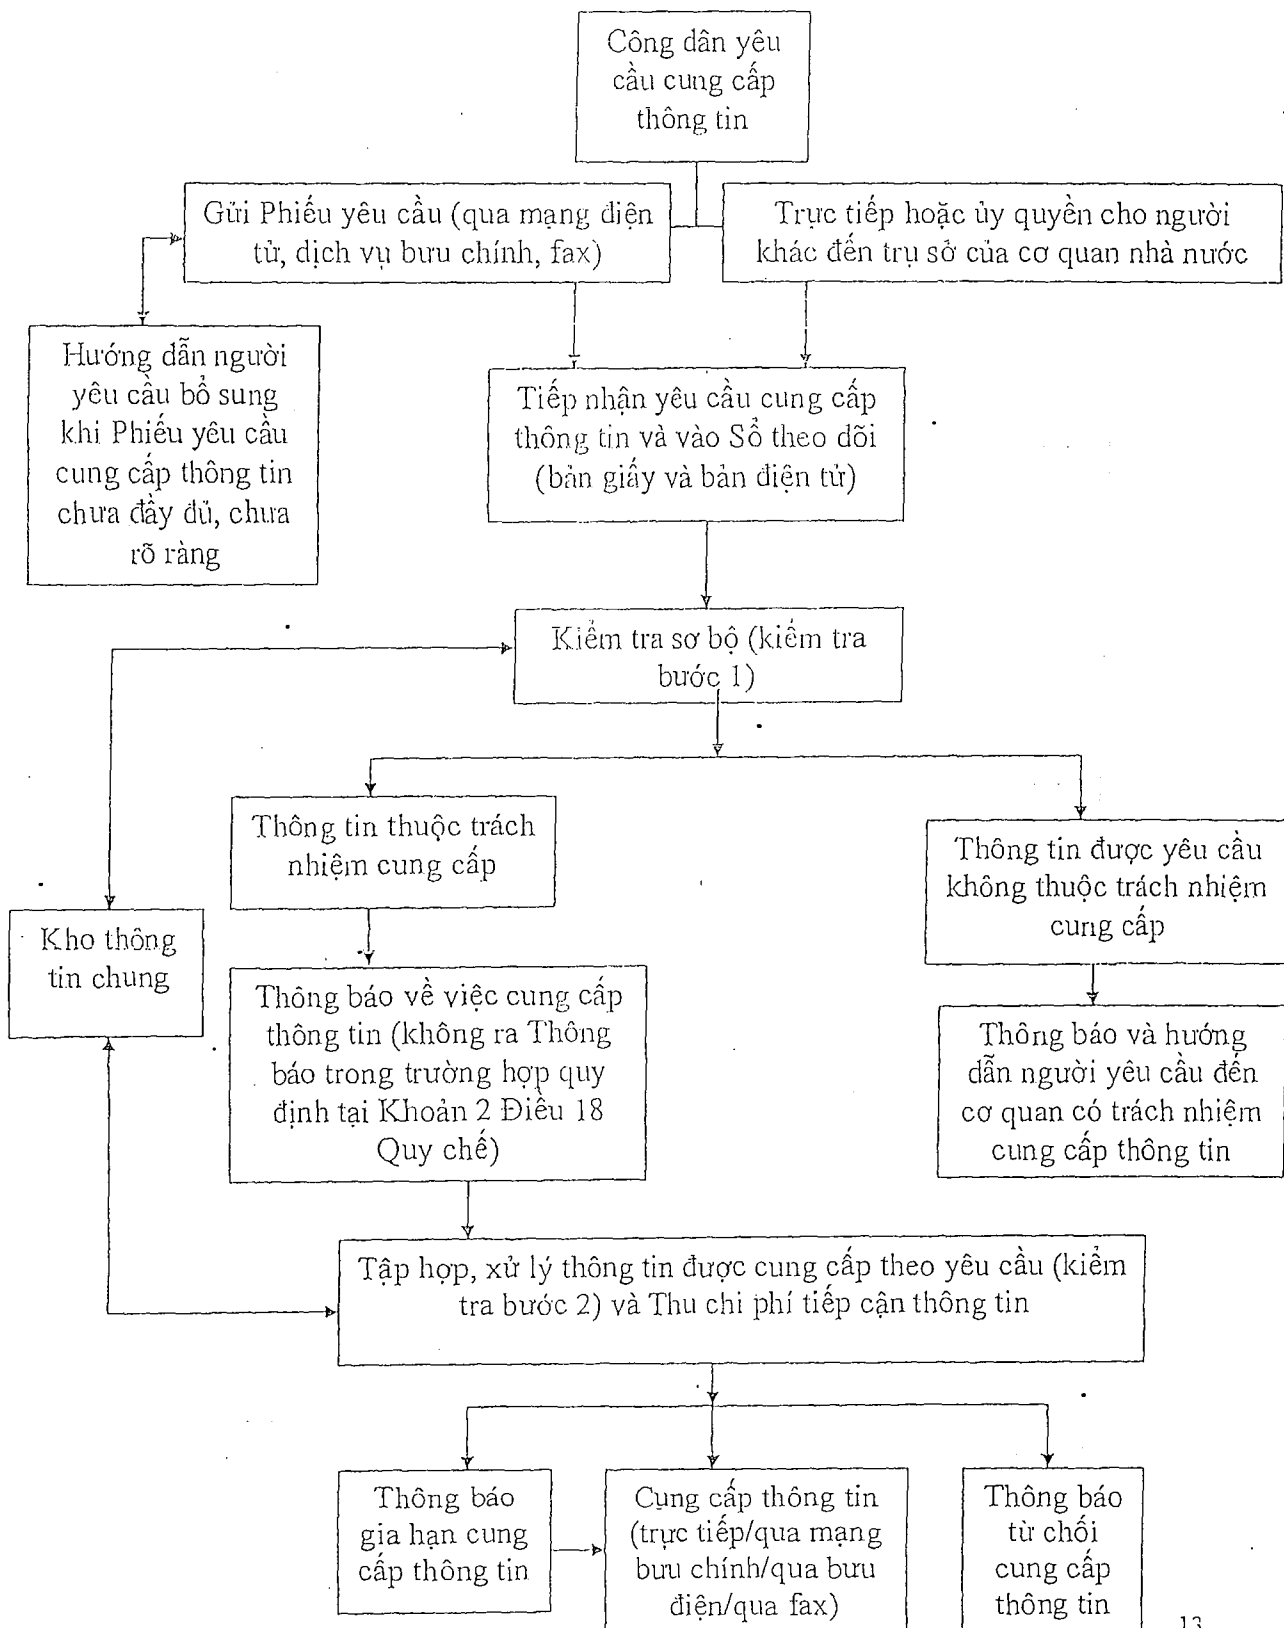 Công dân yêu
cầu cung cấp
thông tin
Gửi Phiếu yêu cầu (qua mạng điện
tử, dịch vụ bưu chính, fax)
Trực tiếp hoặc ủy quyền cho người
khác đến trụ sở của cơ quan nhà nước
Hướng dẫn người
yêu cầu bổ sung
khi Phiếu yêu cầu
cung cấp thông tin
chưa đầy đủ, chưa
rõ ràng
Tiếp nhận yêu cầu cung cấp
thông tin và vào Sổ theo dõi
(bản giấy và bản điện tử)
Kiểm tra sơ bộ (kiểm tra
bước 1)
Thông tin thuộc trách
nhiệm cung cấp
Thông tin được yêu cầu
không thuộc trách nhiệm
cung cấp
Kho thông
tin chung
Thông báo về việc cung cấp
thông tin (không ra Thông
báo trong trường hợp quy
định tại Khoản 2 Điều 18
Quy chế)
Thông báo và hướng
dẫn người yêu cầu đến
cơ quan có trách nhiệm
cung cấp thông tin
Tập hợp, xử lý thông tin được cung cấp theo yêu cầu (kiểm
tra bước 2) và Thu chi phí tiếp cận thông tin
Thông báo
gia hạn cung
cấp thông tin
Cung cấp thông tin
(trực tiếp/qua mạng
bưu chính/qua bưu
điện/qua fax)
Thông báo
từ chối
cung cấp
thông tin
13